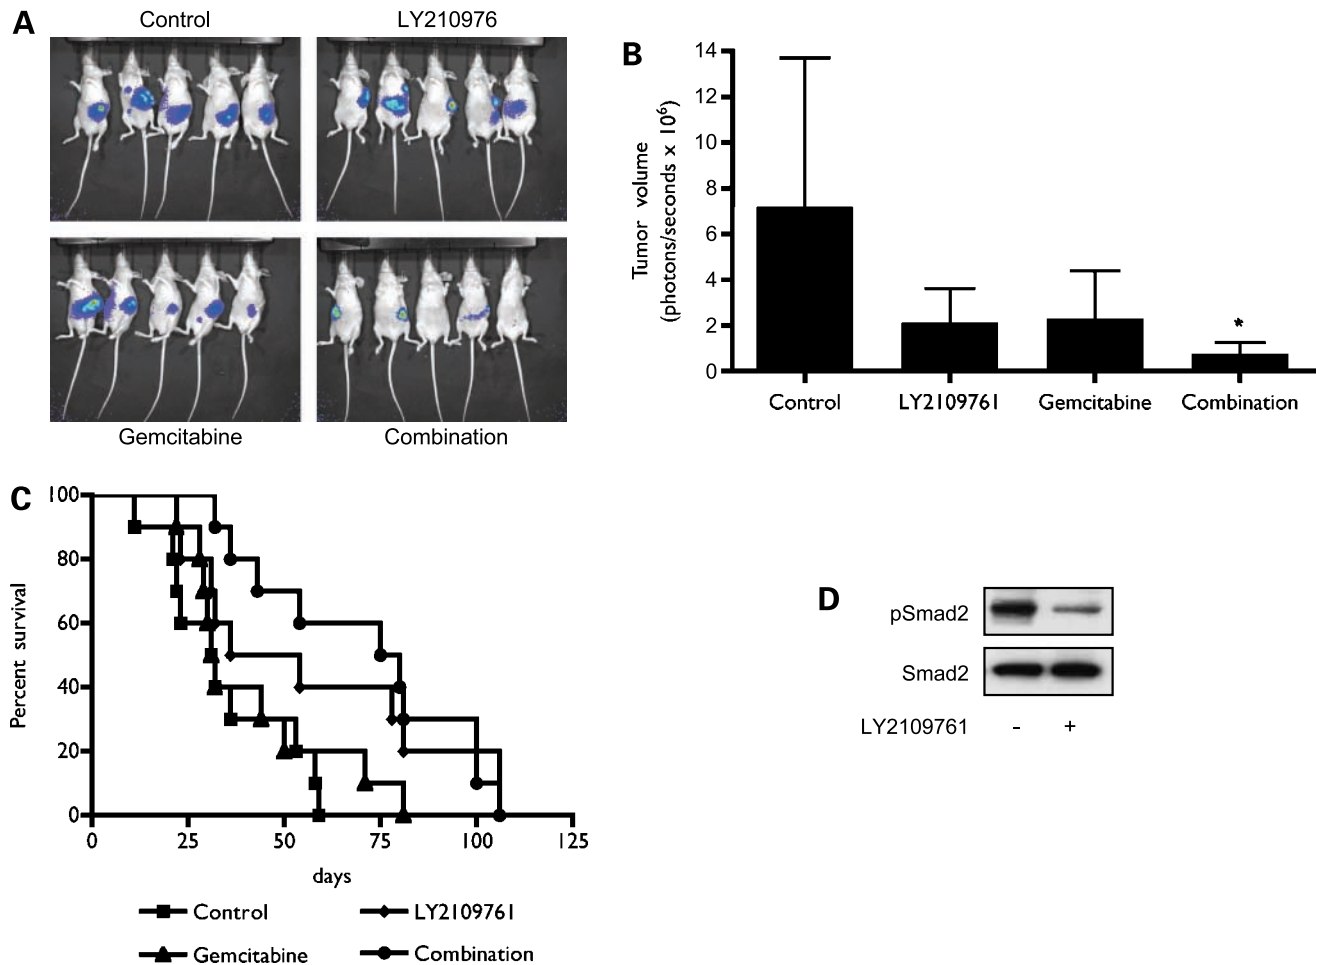 A
Control
LY210976
Gemcitabine
Combination
B
Tumor volume
(photons/seconds x 10⁶)
14
12
10
8
6
4
2
0
*
Control
LY2109761
Gemcitabine
Combination
C
Percent survival
100
80
60
40
20
0
0
25
50
75
100
125
days
Control
LY2109761
Gemcitabine
Combination
D
pSmad2
Smad2
LY2109761
-
+